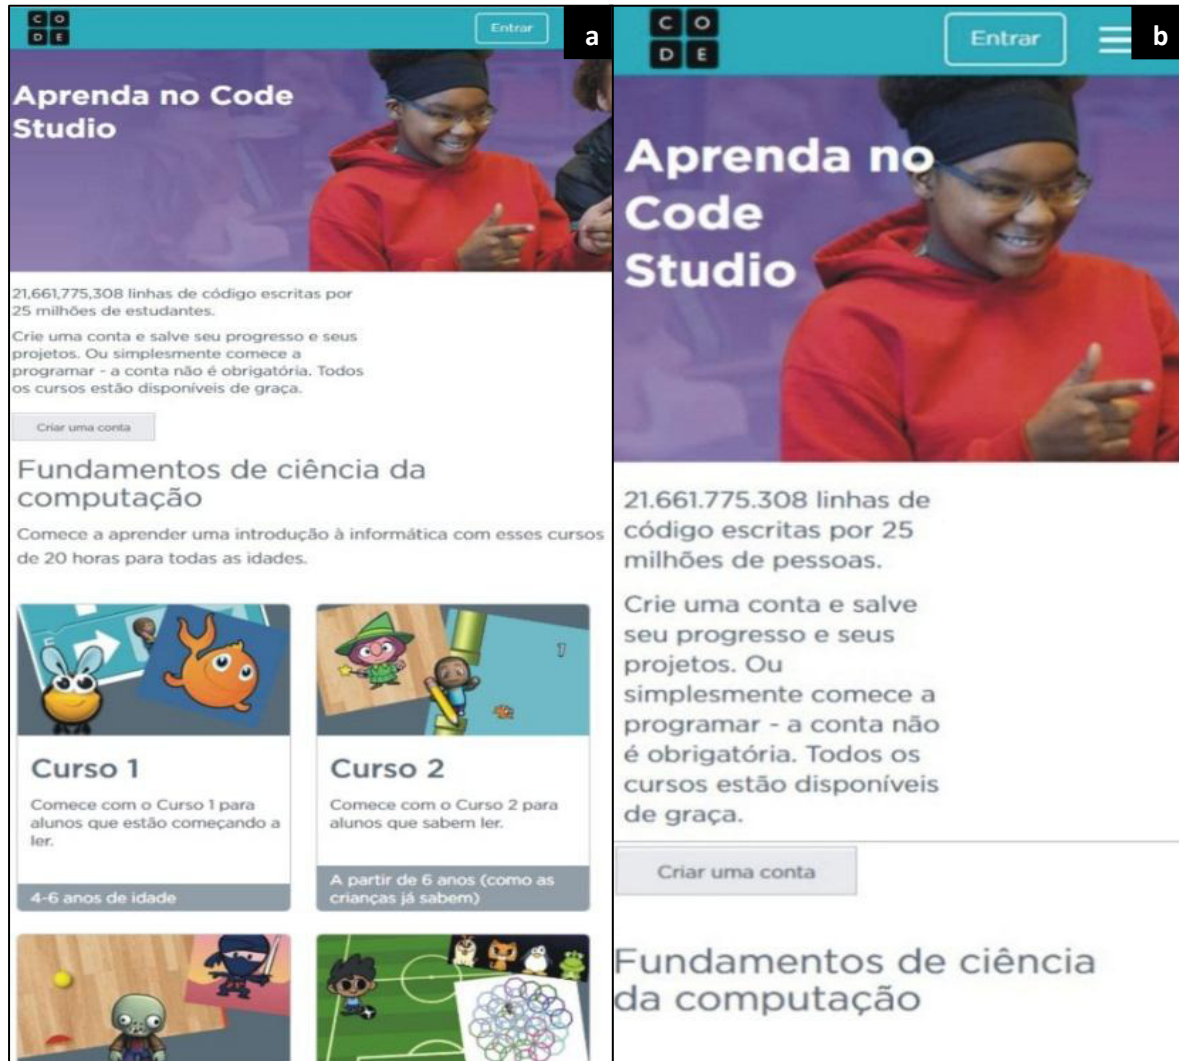 C O
D E
Entrar
a
Aprenda no Code
Studio
21,661,775,308 linhas de código escritas por
25 milhões de estudantes.
Crie uma conta e salve seu progresso e seus
projetos. Ou simplesmente comece a
programar - a conta não é obrigatória. Todos
os cursos estão disponíveis de graça.
Criar uma conta
Fundamentos de ciência da
computação
Comece a aprender uma introdução à informática com esses cursos
de 20 horas para todas as idades.
1
Curso 1
Comece com o Curso 1 para
alunos que estão começando a
ler.
4-6 anos de idade
Curso 2
Comece com o Curso 2 para
alunos que sabem ler.
A partir de 6 anos (como as
crianças já sabem)
C O
D E
Entrar
b
Aprenda no
Code
Studio
21.661.775.308 linhas de
código escritas por 25
milhões de pessoas.
Crie uma conta e salve
seu progresso e seus
projetos. Ou
simplesmente comece a
programar - a conta não
é obrigatória. Todos os
cursos estão disponíveis
de graça.
Criar uma conta
Fundamentos de ciência
da computação